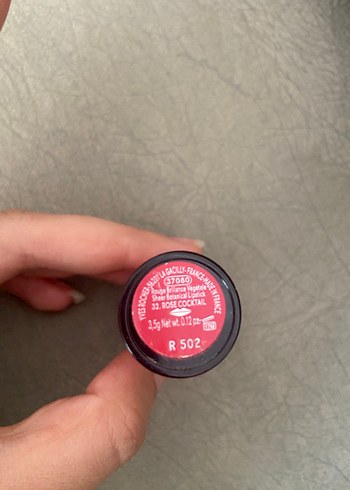 YVES ROCHER-56201 LA GACILLY-FRANCE-MADE IN FRANCE
37080
Rouge Brillance Végétale
Sheer Botanical Lipstick
33. ROSE COCKTAIL
3,5g Net wt. 0.12 oz.
R 502